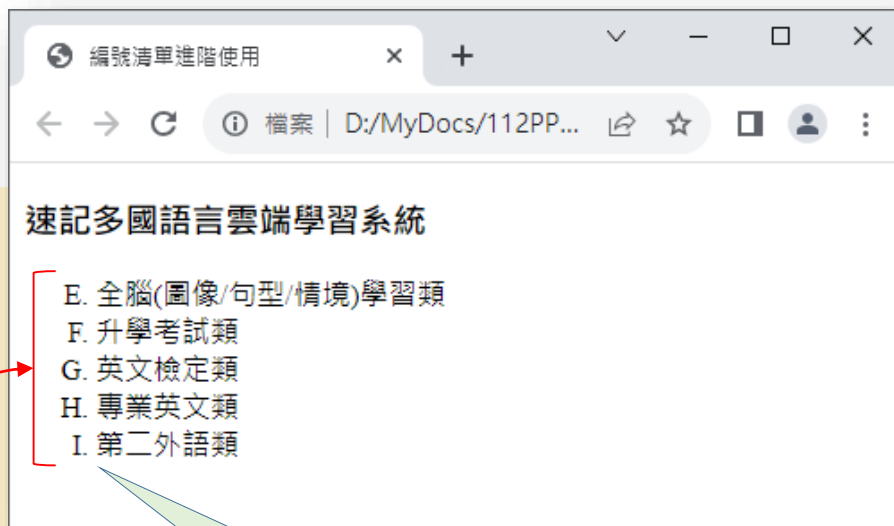 編號清單進階使用
檔案 | D:/MyDocs/112PP...
速記多國語言雲端學習系統
E. 全腦(圖像/句型/情境)學習類
F. 升學考試類
G. 英文檢定類
H. 專業英文類
I. 第二外語類